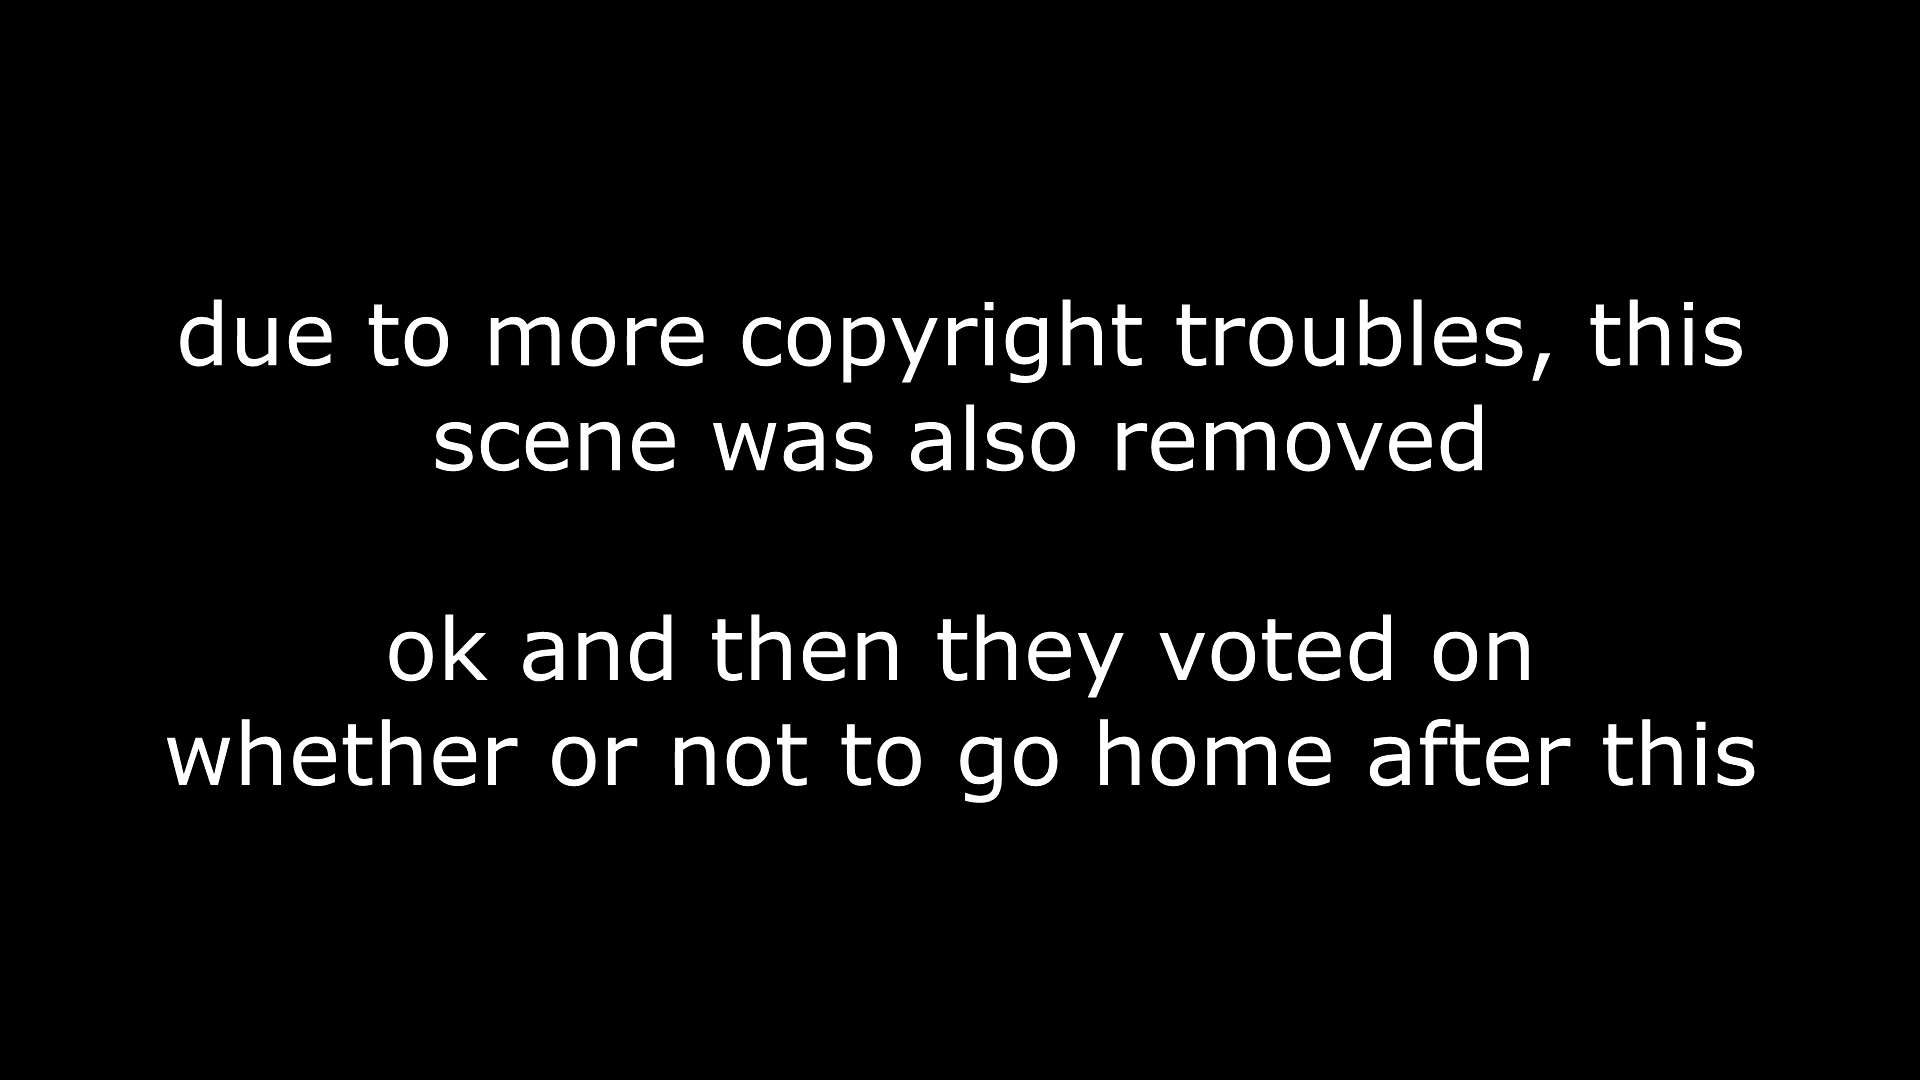 due to more copyright troubles, this
scene was also removed
ok and then they voted on
whether or not to go home after this